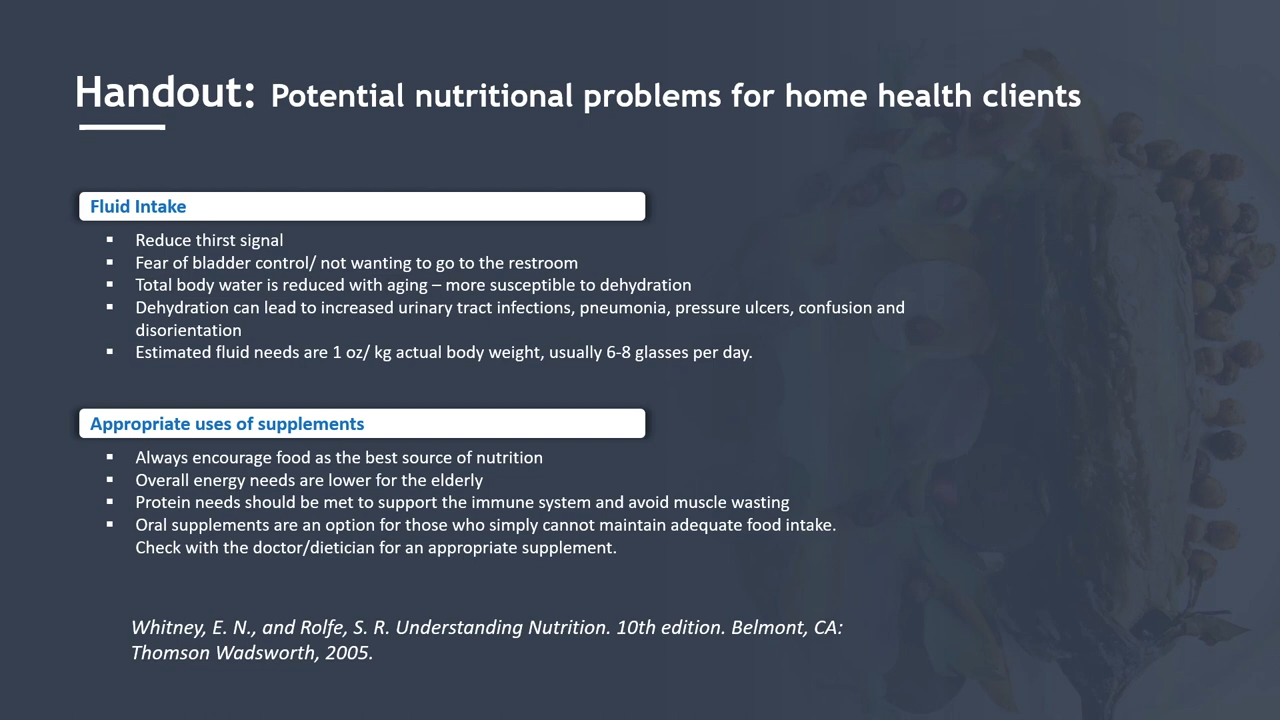 Handout: Potential nutritional problems for home health clients
Fluid Intake
▪ Reduce thirst signal
▪ Fear of bladder control/ not wanting to go to the restroom
▪ Total body water is reduced with aging – more susceptible to dehydration
▪ Dehydration can lead to increased urinary tract infections, pneumonia, pressure ulcers, confusion and
disorientation
▪ Estimated fluid needs are 1 oz/ kg actual body weight, usually 6-8 glasses per day.
Appropriate uses of supplements
▪ Always encourage food as the best source of nutrition
▪ Overall energy needs are lower for the elderly
▪ Protein needs should be met to support the immune system and avoid muscle wasting
▪ Oral supplements are an option for those who simply cannot maintain adequate food intake.
Check with the doctor/dietician for an appropriate supplement.
Whitney, E. N., and Rolfe, S. R. Understanding Nutrition. 10th edition. Belmont, CA:
Thomson Wadsworth, 2005.